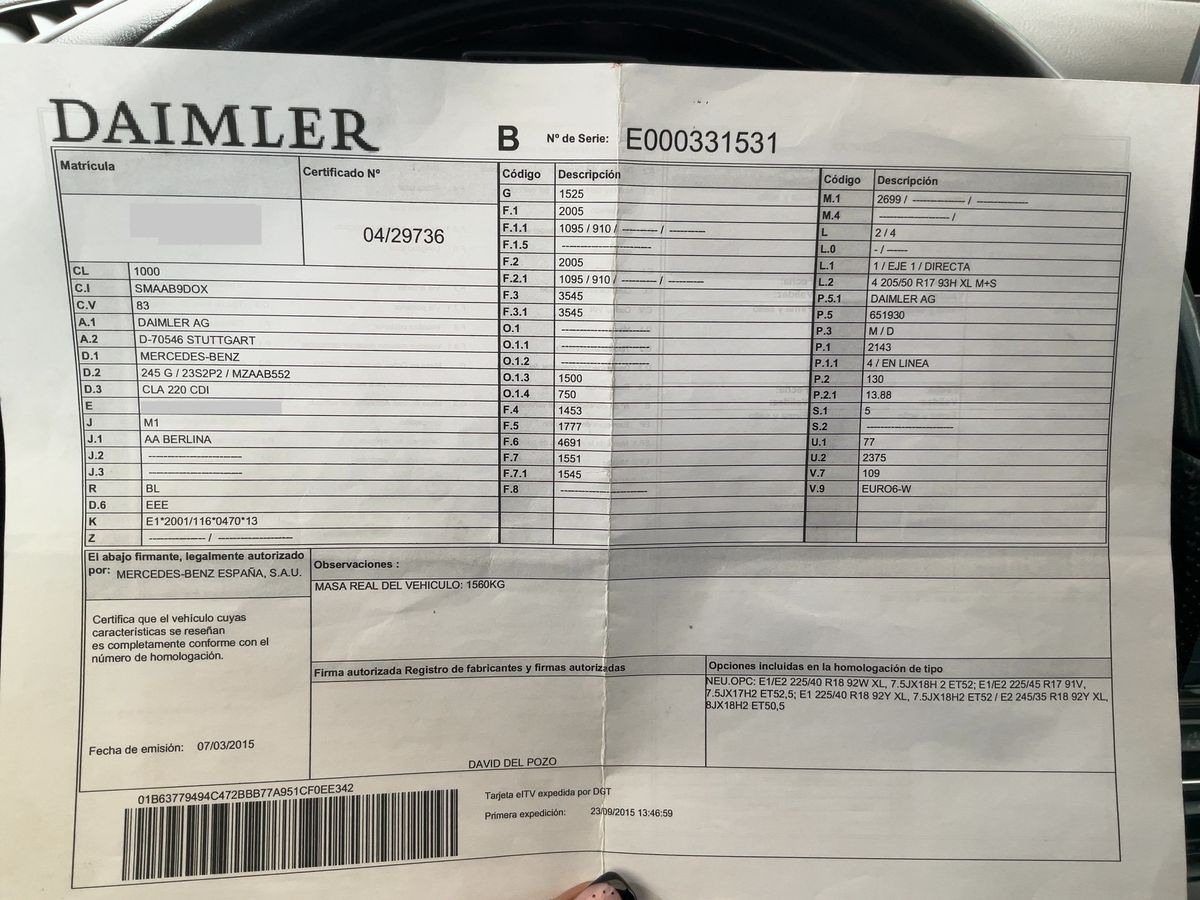 DAIMLER
B Nº de Serie: E000331531
Matrícula
Certificado Nº
04/29736
CL 1000
C.I SMAAB9DOX
C.V 83
A.1 DAIMLER AG
A.2 D-70546 STUTTGART
D.1 MERCEDES-BENZ
D.2 245 G / 23S2P2 / MZAAB552
D.3 CLA 220 CDI
E
J M1
J.1 AA BERLINA
J.2 --------------------
J.3 --------------------
R BL
D.6 EEE
K E1*2001/116*0470*13
Z ------------ / ----------------
Código Descripción
G 1525
F.1 2005
F.1.1 1095 / 910 / -------- / --------
F.1.5 --------------------
F.2 2005
F.2.1 1095 / 910 / -------- / --------
F.3 3545
F.3.1 3545
O.1 --------------------
O.1.1 --------------------
O.1.2 --------------------
O.1.3 1500
O.1.4 750
F.4 1453
F.5 1777
F.6 4691
F.7 1551
F.7.1 1545
F.8 --------------------
Código Descripción
M.1 2699 / ------------ / ------------
M.4 ---------------- /
L 2 / 4
L.0 - / -----
L.1 1 / EJE 1 / DIRECTA
L.2 4 205/50 R17 93H XL M+S
P.5.1 DAIMLER AG
P.5 651930
P.3 M / D
P.1 2143
P.1.1 4 / EN LINEA
P.2 130
P.2.1 13.88
S.1 5
S.2 --------------------
U.1 77
U.2 2375
V.7 109
V.9 EURO6-W
El abajo firmante, legalmente autorizado
por: MERCEDES-BENZ ESPAÑA, S.A.U.
Certifica que el vehículo cuyas
características se reseñan
es completamente conforme con el
número de homologación.
Fecha de emisión: 07/03/2015
Observaciones :
MASA REAL DEL VEHICULO: 1560KG
Firma autorizada Registro de fabricantes y firmas autorizadas
DAVID DEL POZO
Opciones incluidas en la homologación de tipo
NEU.OPC: E1/E2 225/40 R18 92W XL, 7.5JX18H 2 ET52; E1/E2 225/45 R17 91V,
7.5JX17H2 ET52,5; E1 225/40 R18 92Y XL, 7.5JX18H2 ET52 / E2 245/35 R18 92Y XL,
8JX18H2 ET50,5
01B63779494C472BBB77A951CF0EE342
Tarjeta eITV expedida por DGT
Primera expedición: 23/09/2015 13:46:59